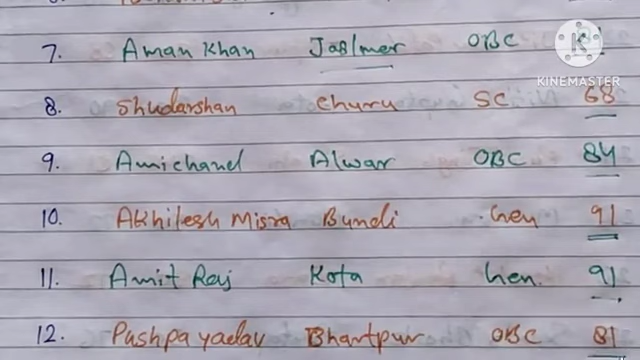 7. Aman Khan Jaslmer OBC
KINEMASTER
8. Shudarshan Churu SC 68
9. Amichand Alwar OBC 84
10. Akhilesh Misra Bundi Gen 91
11. Amit Raj Kota Gen. 91
12. Pushpa yadav Bhartpur OBC 81